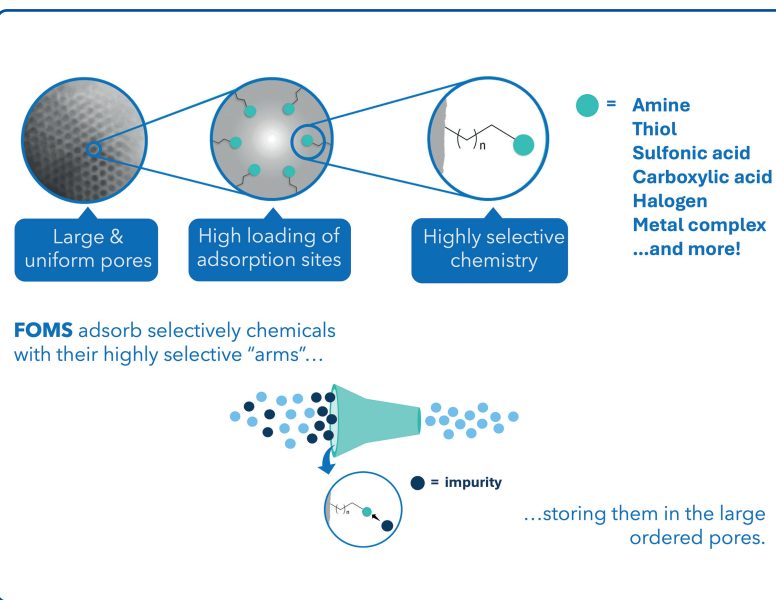 Large &
uniform pores
High loading of
adsorption sites
n
Highly selective
chemistry
= Amine
Thiol
Sulfonic acid
Carboxylic acid
Halogen
Metal complex
...and more!
FOMS adsorb selectively chemicals
with their highly selective “arms”...
= impurity
n
...storing them in the large
ordered pores.